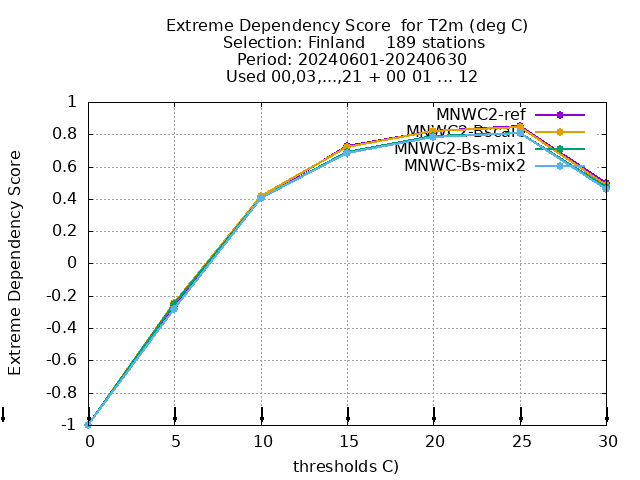 Extreme Dependency Score  for T2m (deg C)
Selection: Finland    189 stations
Period: 20240601-20240630
Used 00,03,...,21 + 00 01 ... 12
MNWC2-ref
MNWC2-Bs
MNWC2-Bs-mix1
MNWC-Bs-mix2
Extreme Dependency Score
1
0.8
0.6
0.4
0.2
0
-0.2
-0.4
-0.6
-0.8
-1
0 5 10 15 20 25 30
thresholds C)